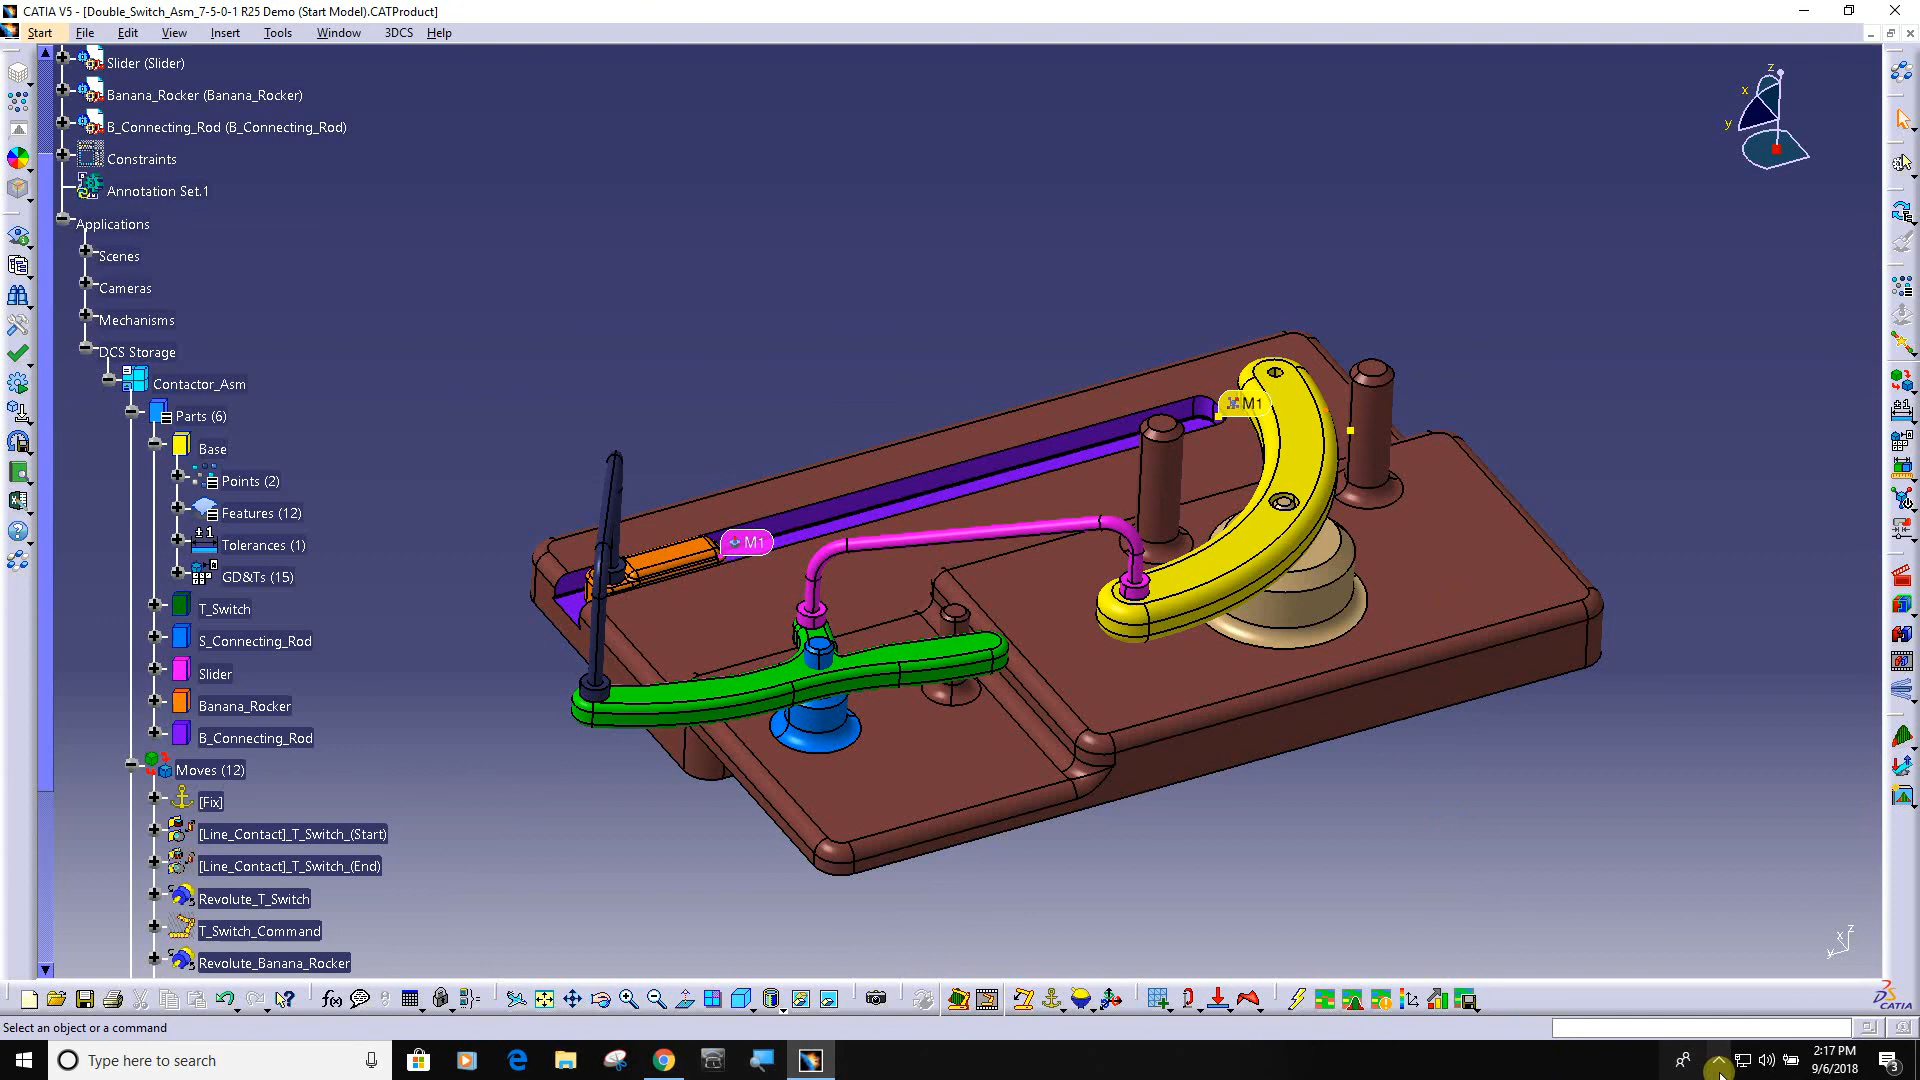 CATIA V5 - [Double_Switch_Asm_7-5-0-1 R25 Demo (Start Model).CATProduct]
Start File Edit View Insert Tools Window 3DCS Help
Slider (Slider)
Banana_Rocker (Banana_Rocker)
B_Connecting_Rod (B_Connecting_Rod)
Constraints
Annotation Set.1
Applications
Scenes
Cameras
Mechanisms
DCS Storage
Contactor_Asm
Parts (6)
Base
Points (2)
Features (12)
Tolerances (1)
GD&Ts (15)
T_Switch
S_Connecting_Rod
Slider
Banana_Rocker
B_Connecting_Rod
Moves (12)
[Fix]
[Line_Contact]_T_Switch_(Start)
[Line_Contact]_T_Switch_(End)
Revolute_T_Switch
T_Switch_Command
Revolute_Banana_Rocker
M1
M1
z
x
y
z
x
y
f(x)
DS CATIA
Select an object or a command
Type here to search
2:17 PM
9/6/2018
3